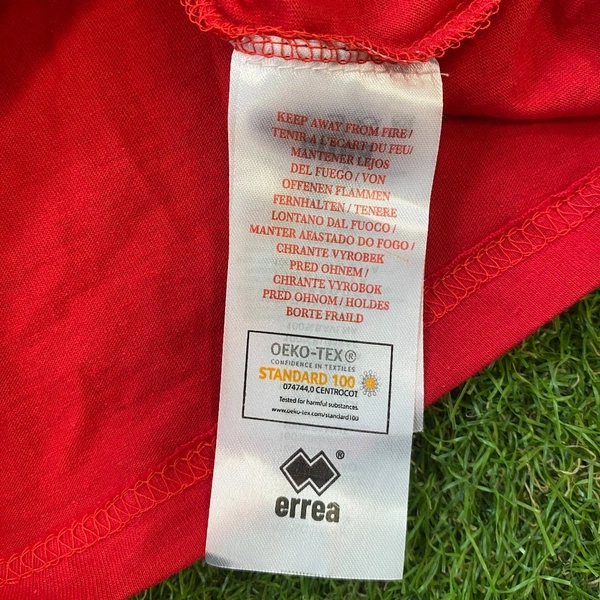 KEEP AWAY FROM FIRE /
TENIR A L'ECART DU FEU/
MANTENER LEJOS
DEL FUEGO / VON
OFFENEN FLAMMEN
FERNHALTEN / TENERE
LONTANO DAL FUOCO /
MANTER AFASTADO DO FOGO /
CHRANTE VYROBEK
PRED OHNEM /
CHRANTE VYROBOK
PRED OHNOM / HOLDES
BORTE FRAILD
OEKO-TEX®
CONFIDENCE IN TEXTILES
STANDARD 100
074744.0 CENTROCOT
Tested for harmful substances.
www.oeko-tex.com/standard100
®
errea